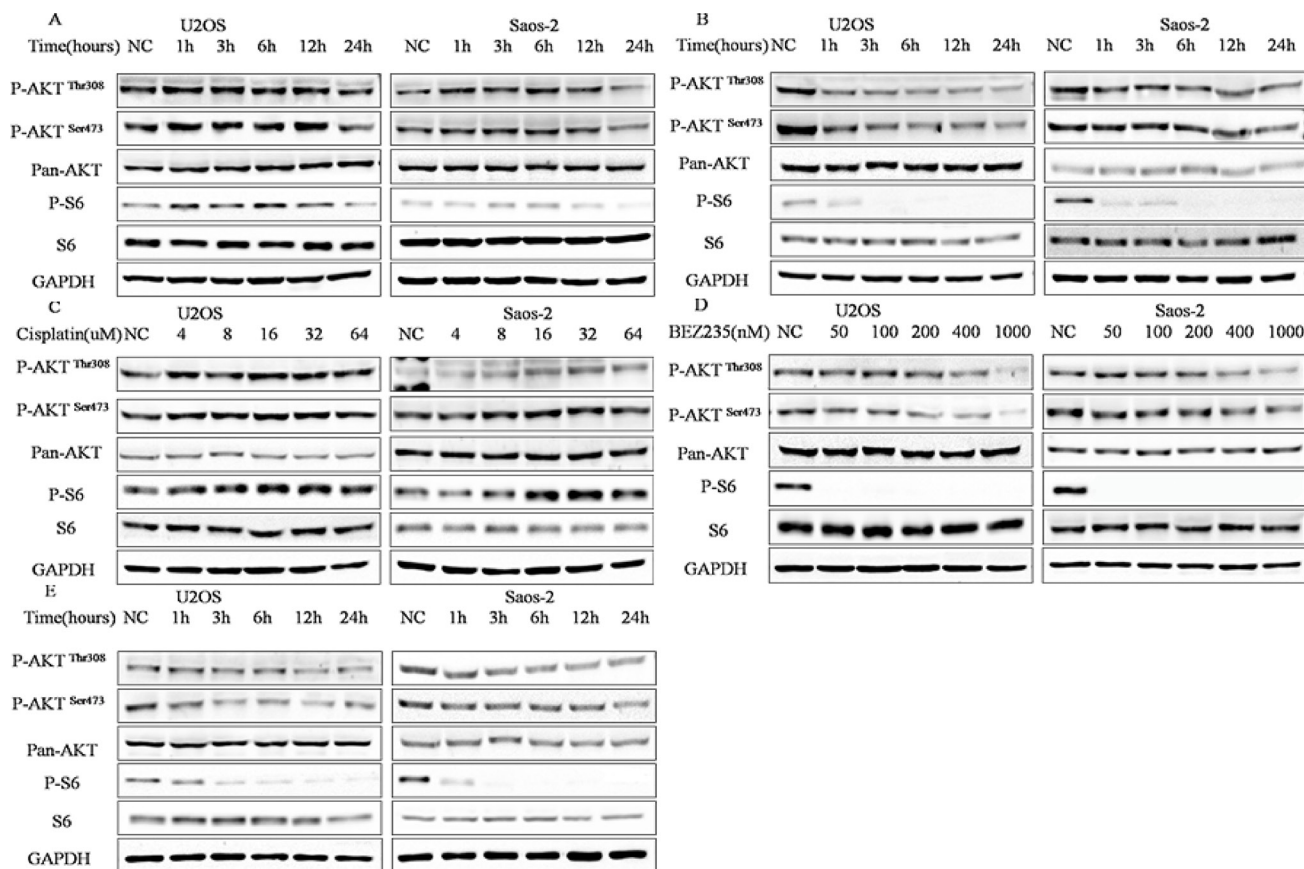 A
U2OS Saos-2
Time(hours) NC 1h 3h 6h 12h 24h NC 1h 3h 6h 12h 24h
P-AKT Thr308
P-AKT Ser473
Pan-AKT
P-S6
S6
GAPDH
B
U2OS Saos-2
Time(hours) NC 1h 3h 6h 12h 24h NC 1h 3h 6h 12h 24h
P-AKT Thr308
P-AKT Ser473
Pan-AKT
P-S6
S6
GAPDH
C
U2OS Saos-2
Cisplatin(uM) NC 4 8 16 32 64 NC 4 8 16 32 64
P-AKT Thr308
P-AKT Ser473
Pan-AKT
P-S6
S6
GAPDH
D
U2OS Saos-2
BEZ235(nM) NC 50 100 200 400 1000 NC 50 100 200 400 1000
P-AKT Thr308
P-AKT Ser473
Pan-AKT
P-S6
S6
GAPDH
E
U2OS Saos-2
Time(hours) NC 1h 3h 6h 12h 24h NC 1h 3h 6h 12h 24h
P-AKT Thr308
P-AKT Ser473
Pan-AKT
P-S6
S6
GAPDH